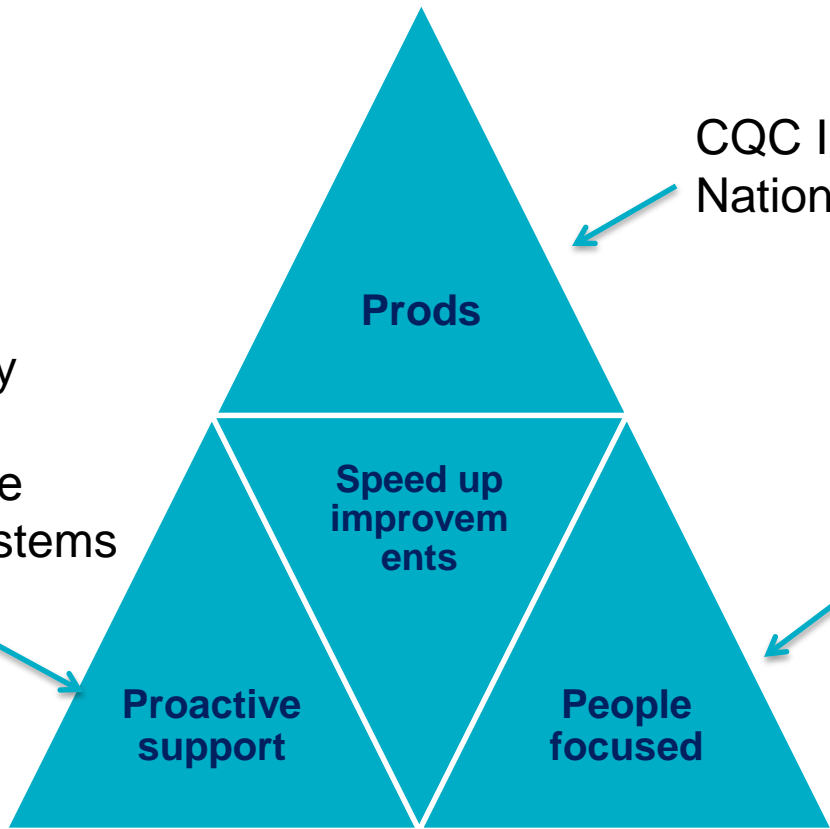 CQC I
Nation
Prods
y
e
stems
Speed up
improvem
ents
Proactive
support
People
focused